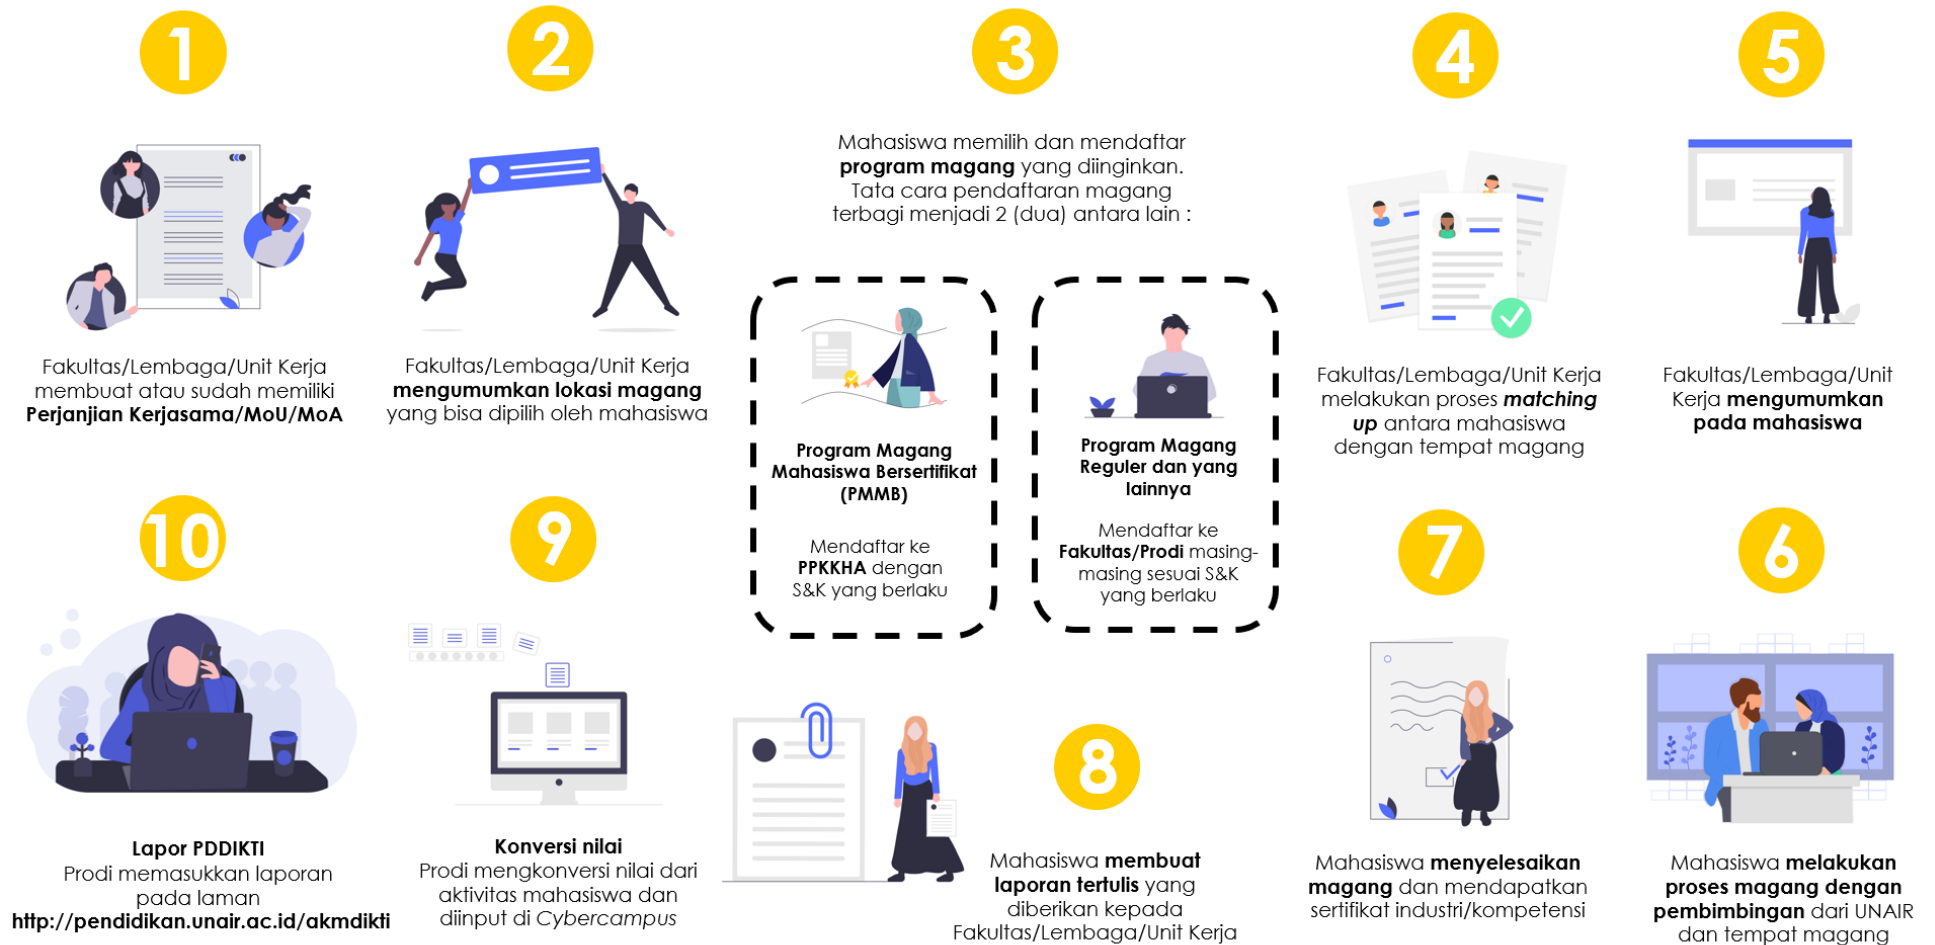 1
Fakultas/Lembaga/Unit Kerja
membuat atau sudah memiliki
Perjanjian Kerjasama/MoU/MoA
2
Fakultas/Lembaga/Unit Kerja
mengumumkan lokasi magang
yang bisa dipilih oleh mahasiswa
3
Mahasiswa memilih dan mendaftar
program magang yang diinginkan.
Tata cara pendaftaran magang
terbagi menjadi 2 (dua) antara lain :
Program Magang
Mahasiswa Bersertifikat
(PMMB)
Mendaftar ke
PPKKHA dengan
S&K yang berlaku
Program Magang
Reguler dan yang
lainnya
Mendaftar ke
Fakultas/Prodi masing-
masing sesuai S&K
yang berlaku
4
Fakultas/Lembaga/Unit Kerja
melakukan proses matching
up antara mahasiswa
dengan tempat magang
5
Fakultas/Lembaga/Unit
Kerja mengumumkan
pada mahasiswa
6
Mahasiswa melakukan
proses magang dengan
pembimbingan dari UNAIR
dan tempat magang
7
Mahasiswa menyelesaikan
magang dan mendapatkan
sertifikat industri/kompetensi
8
Mahasiswa membuat
laporan tertulis yang
diberikan kepada
Fakultas/Lembaga/Unit Kerja
9
Konversi nilai
Prodi mengkonversi nilai dari
aktivitas mahasiswa dan
diinput di Cybercampus
10
Lapor PDDIKTI
Prodi memasukkan laporan
pada laman
http://pendidikan.unair.ac.id/akmdikti